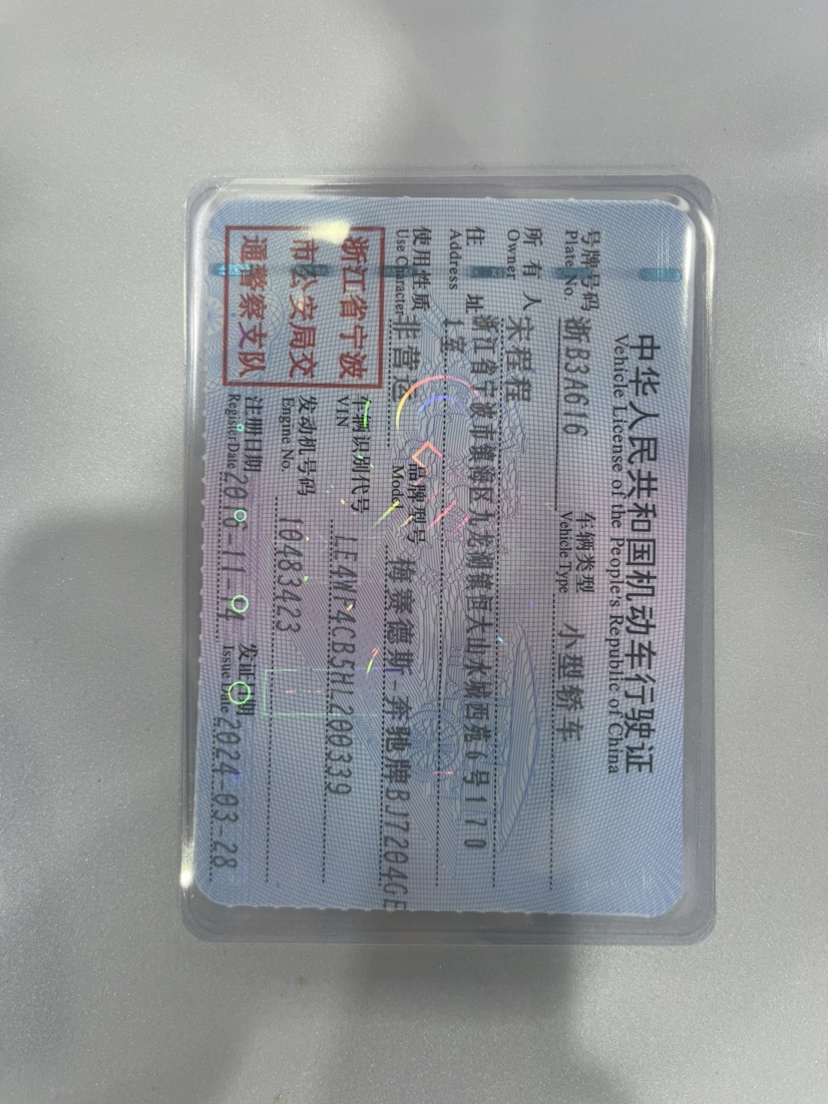 中华人民共和国机动车行驶证
Vehicle License of the People's Republic of China
号牌号码 浙B3A616 车辆类型 小型轿车
Plate No. Vehicle Type
所有人 宋程程
Owner
住址 浙江省宁波市镇海区九龙湖镇恒大山水城西苑6号170
Address 1室
使用性质 非营运 品牌型号 梅赛德斯-奔驰牌BJ7204GE
Use Character Model
浙江省宁波
市公安局交
通警察支队
车辆识别代号 LE4WF4CB5HL200339
VIN
发动机号码 10483423
Engine No.
注册日期 2016-11-14 发证日期 2024-03-28
Register Date Issue Date